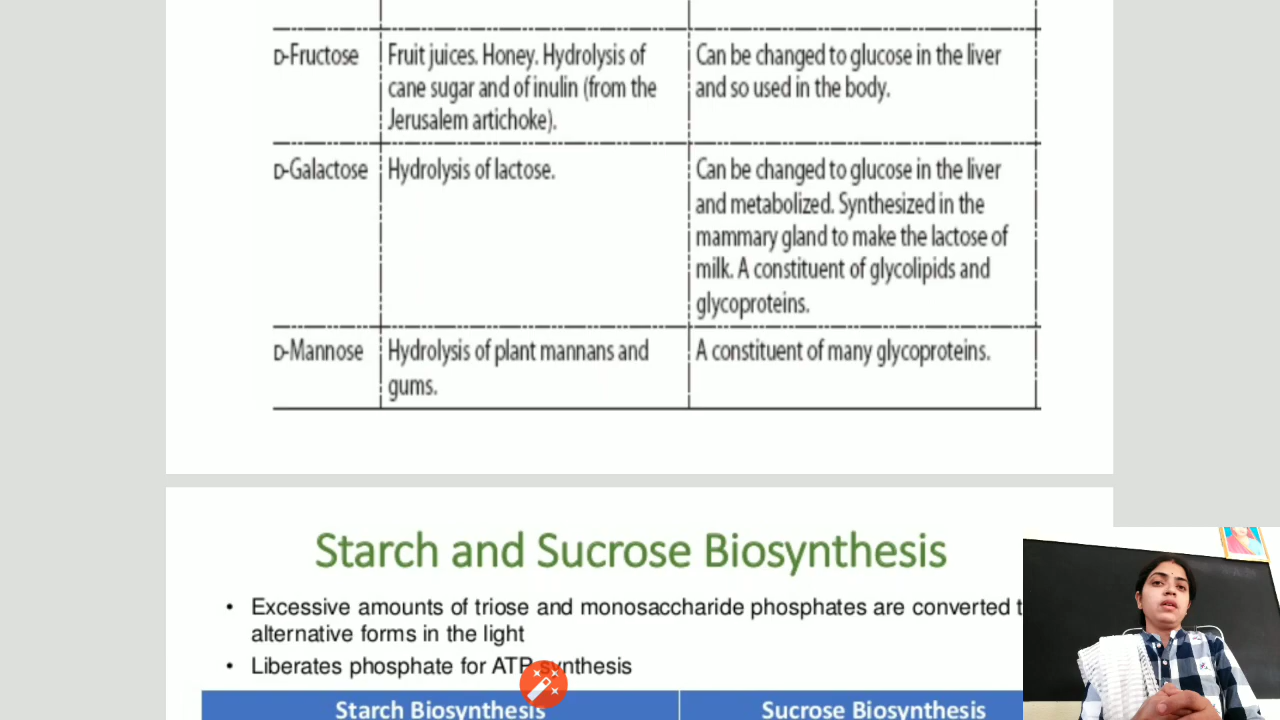 D-Fructose
Fruit juices. Honey. Hydrolysis of
cane sugar and of inulin (from the
Jerusalem artichoke).
Can be changed to glucose in the liver
and so used in the body.
D-Galactose
Hydrolysis of lactose.
Can be changed to glucose in the liver
and metabolized. Synthesized in the
mammary gland to make the lactose of
milk. A constituent of glycolipids and
glycoproteins.
D-Mannose
Hydrolysis of plant mannans and
gums.
A constituent of many glycoproteins.
Starch and Sucrose Biosynthesis
• Excessive amounts of triose and monosaccharide phosphates are converted
alternative forms in the light
• Liberates phosphate for ATP synthesis
Starch Biosynthesis
Sucrose Biosynthesis